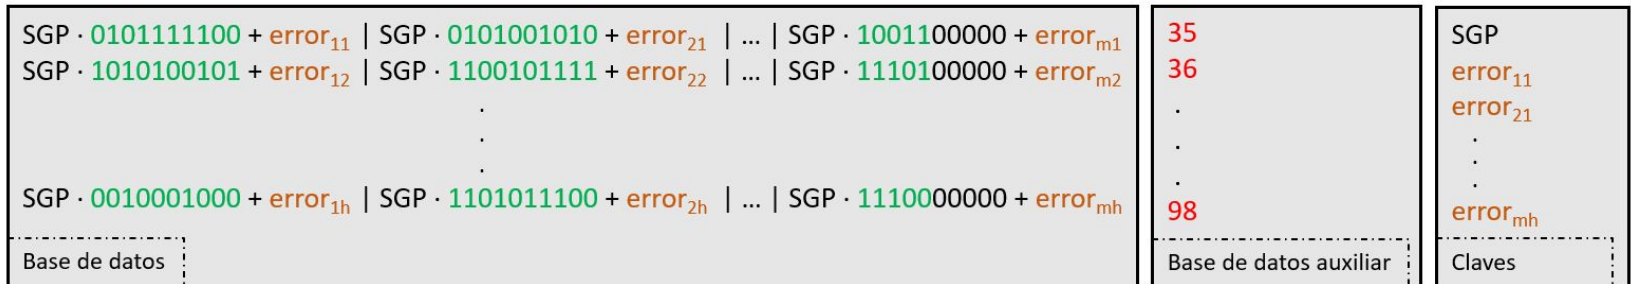 SGP · 0101111100 + error₁₁ | SGP · 0101001010 + error₂₁ | ... | SGP · 1001100000 + errorₘ₁
SGP · 1010100101 + error₁₂ | SGP · 1100101111 + error₂₂ | ... | SGP · 1110100000 + errorₘ₂
.
.
.
SGP · 0010001000 + error₁ₕ | SGP · 1101011100 + error₂ₕ | ... | SGP · 1110000000 + errorₘₕ
Base de datos
35
36
.
.
.
98
Base de datos auxiliar
SGP
error₁₁
error₂₁
.
.
.
errorₘₕ
Claves